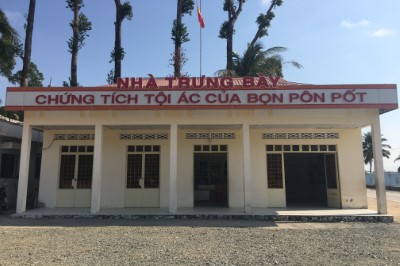 NHÀ TRƯNG BÀY
CHỨNG TÍCH TỘI ÁC CỦA BỌN PÔN PỐT